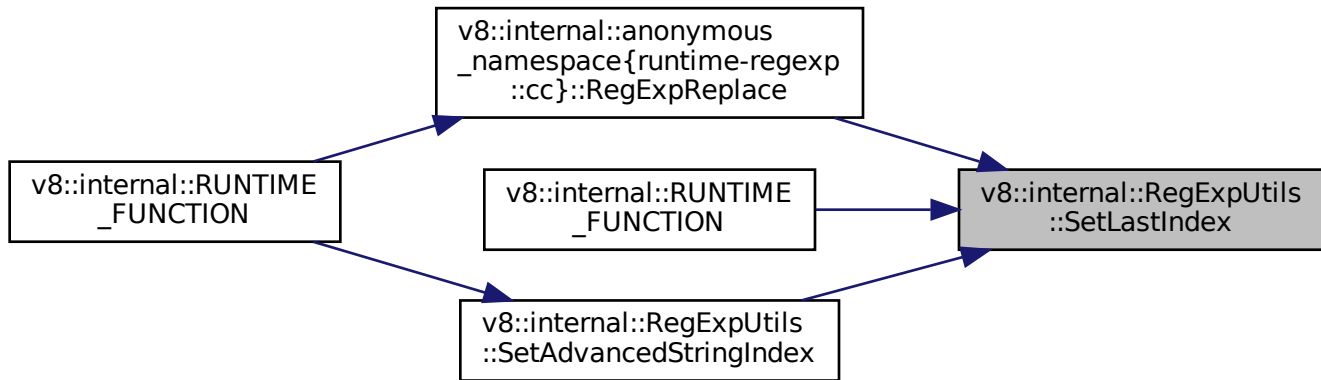 v8::internal::anonymous
_namespace{runtime-regexp
::cc}::RegExpReplace
v8::internal::RUNTIME
_FUNCTION
v8::internal::RUNTIME
_FUNCTION
v8::internal::RegExpUtils
::SetLastIndex
v8::internal::RegExpUtils
::SetAdvancedStringIndex